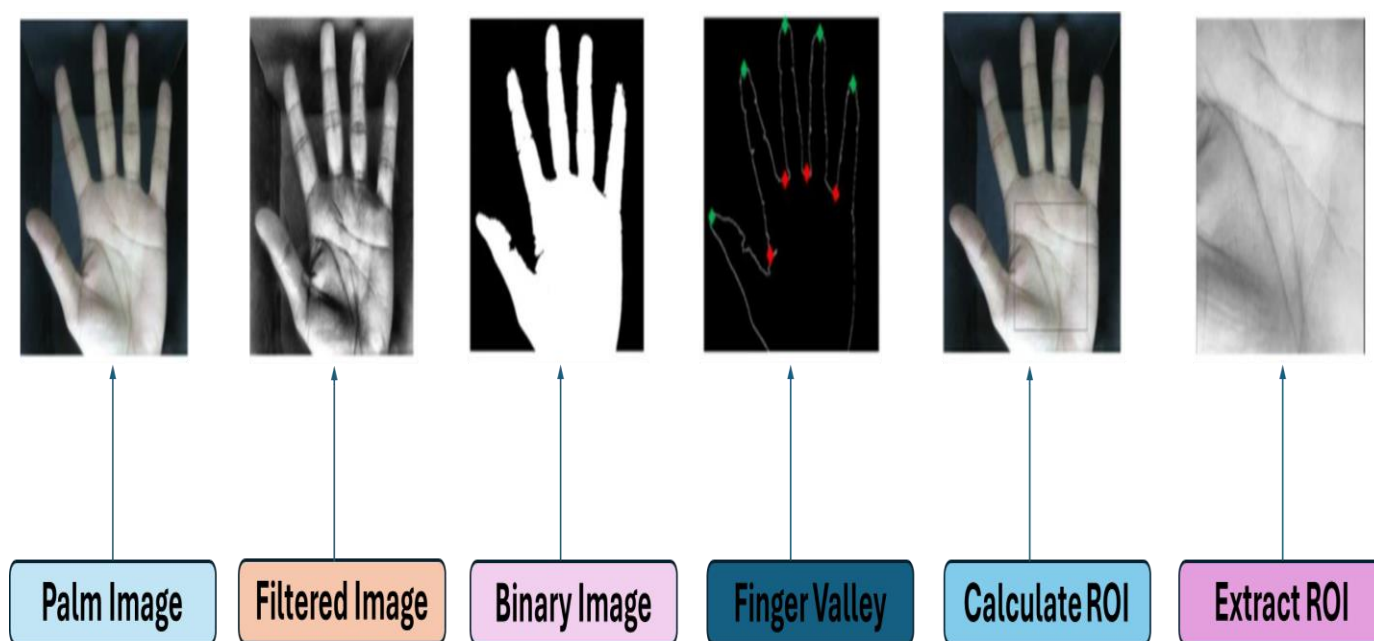 Palm Image
Filtered Image
Binary Image
Finger Valley
Calculate ROI
Extract ROI